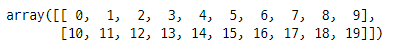 array([[ 0,  1,  2,  3,  4,  5,  6,  7,  8,  9],
       [10, 11, 12, 13, 14, 15, 16, 17, 18, 19]])